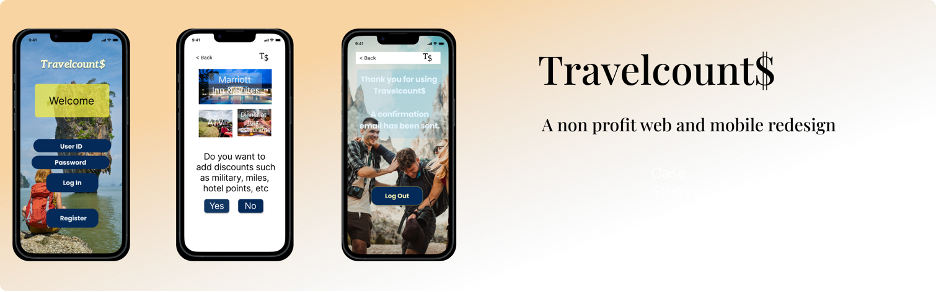 9:41
Travelcount$
Welcome
User ID
Password
Log In
Register
9:41
< Back
T$
Marriott
Inn & Suites
Do you want to
add discounts such
as military, miles,
hotel points, etc
Yes
No
9:41
< Back
T$
Thank you for using
Travelcount$
A confirmation
email has been sent.
Log Out
Travelcount$
A non profit web and mobile redesign